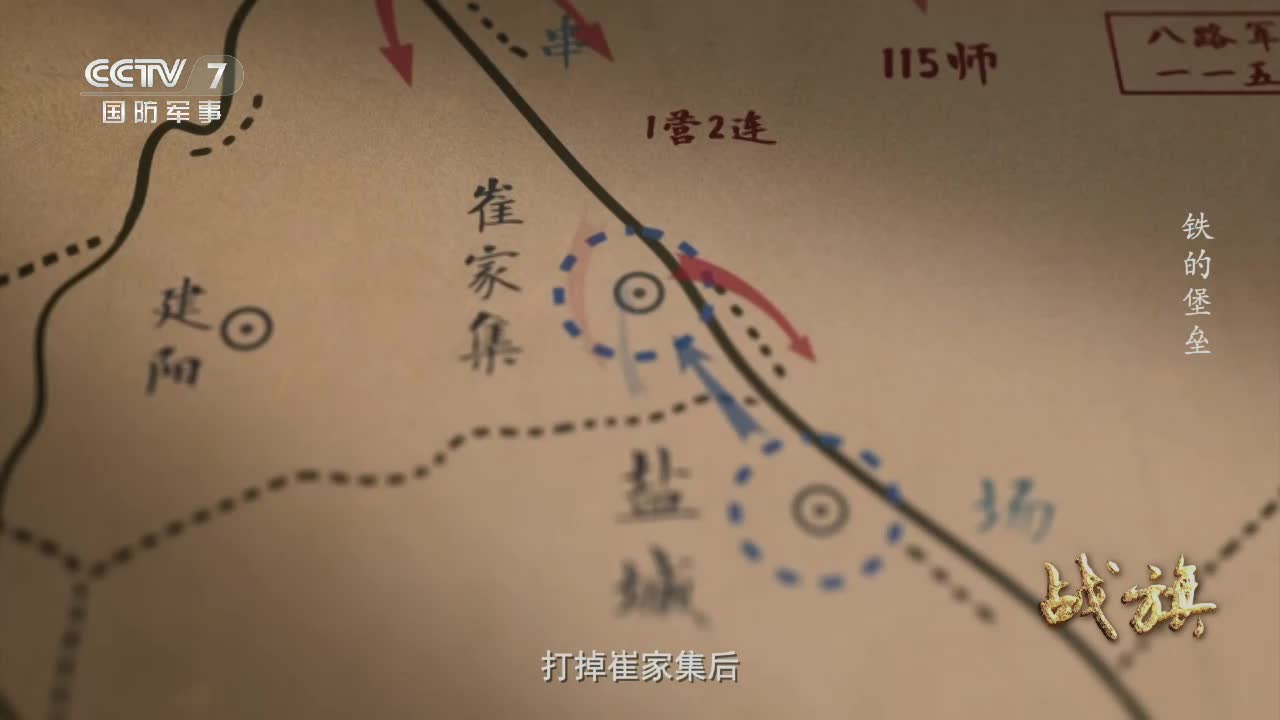 CCTV 7
国防军事
串
115师
八路军
一一五
1营2连
崔家集
建阳
盐城
场
铁的堡垒
战旗
打掉崔家集后